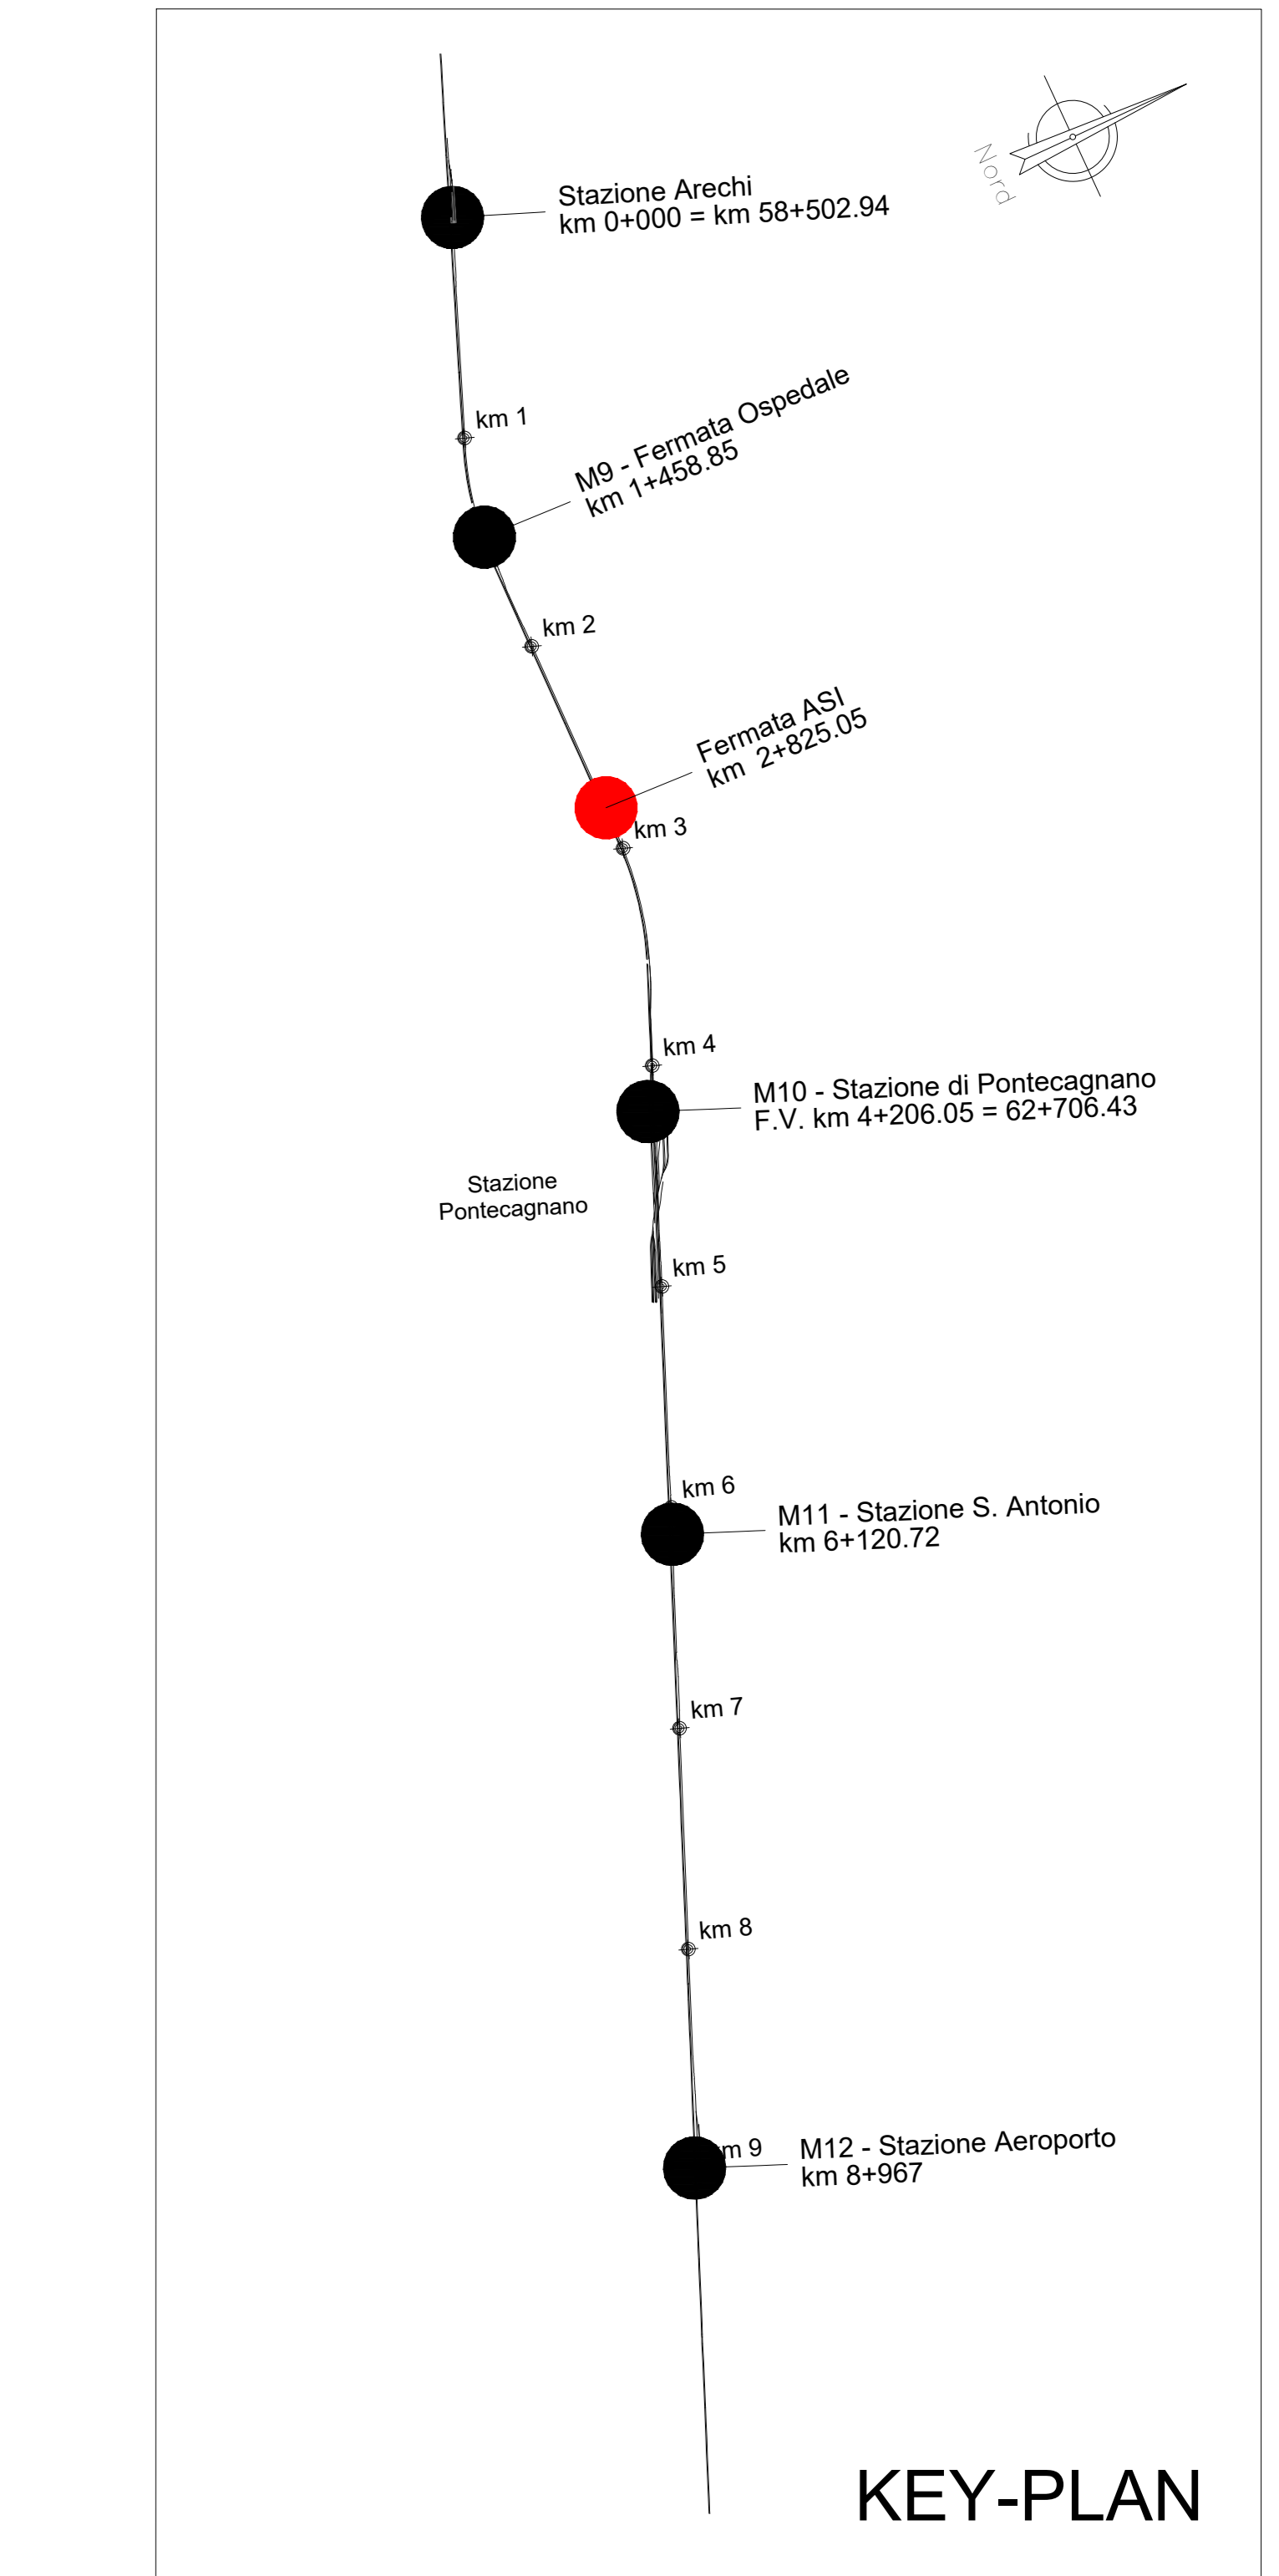 Nord
Stazione Arechi
km 0+000 = km 58+502.94
km 1
M9 - Fermata Ospedale
km 1+458.85
km 2
Fermata ASI
km 2+825.05
km 3
km 4
M10 - Stazione di Pontecagnano
F.V. km 4+206.05 = 62+706.43
Stazione
Pontecagnano
km 5
km 6
M11 - Stazione S. Antonio
km 6+120.72
km 7
km 8
km 9
M12 - Stazione Aeroporto
km 8+967
KEY-PLAN